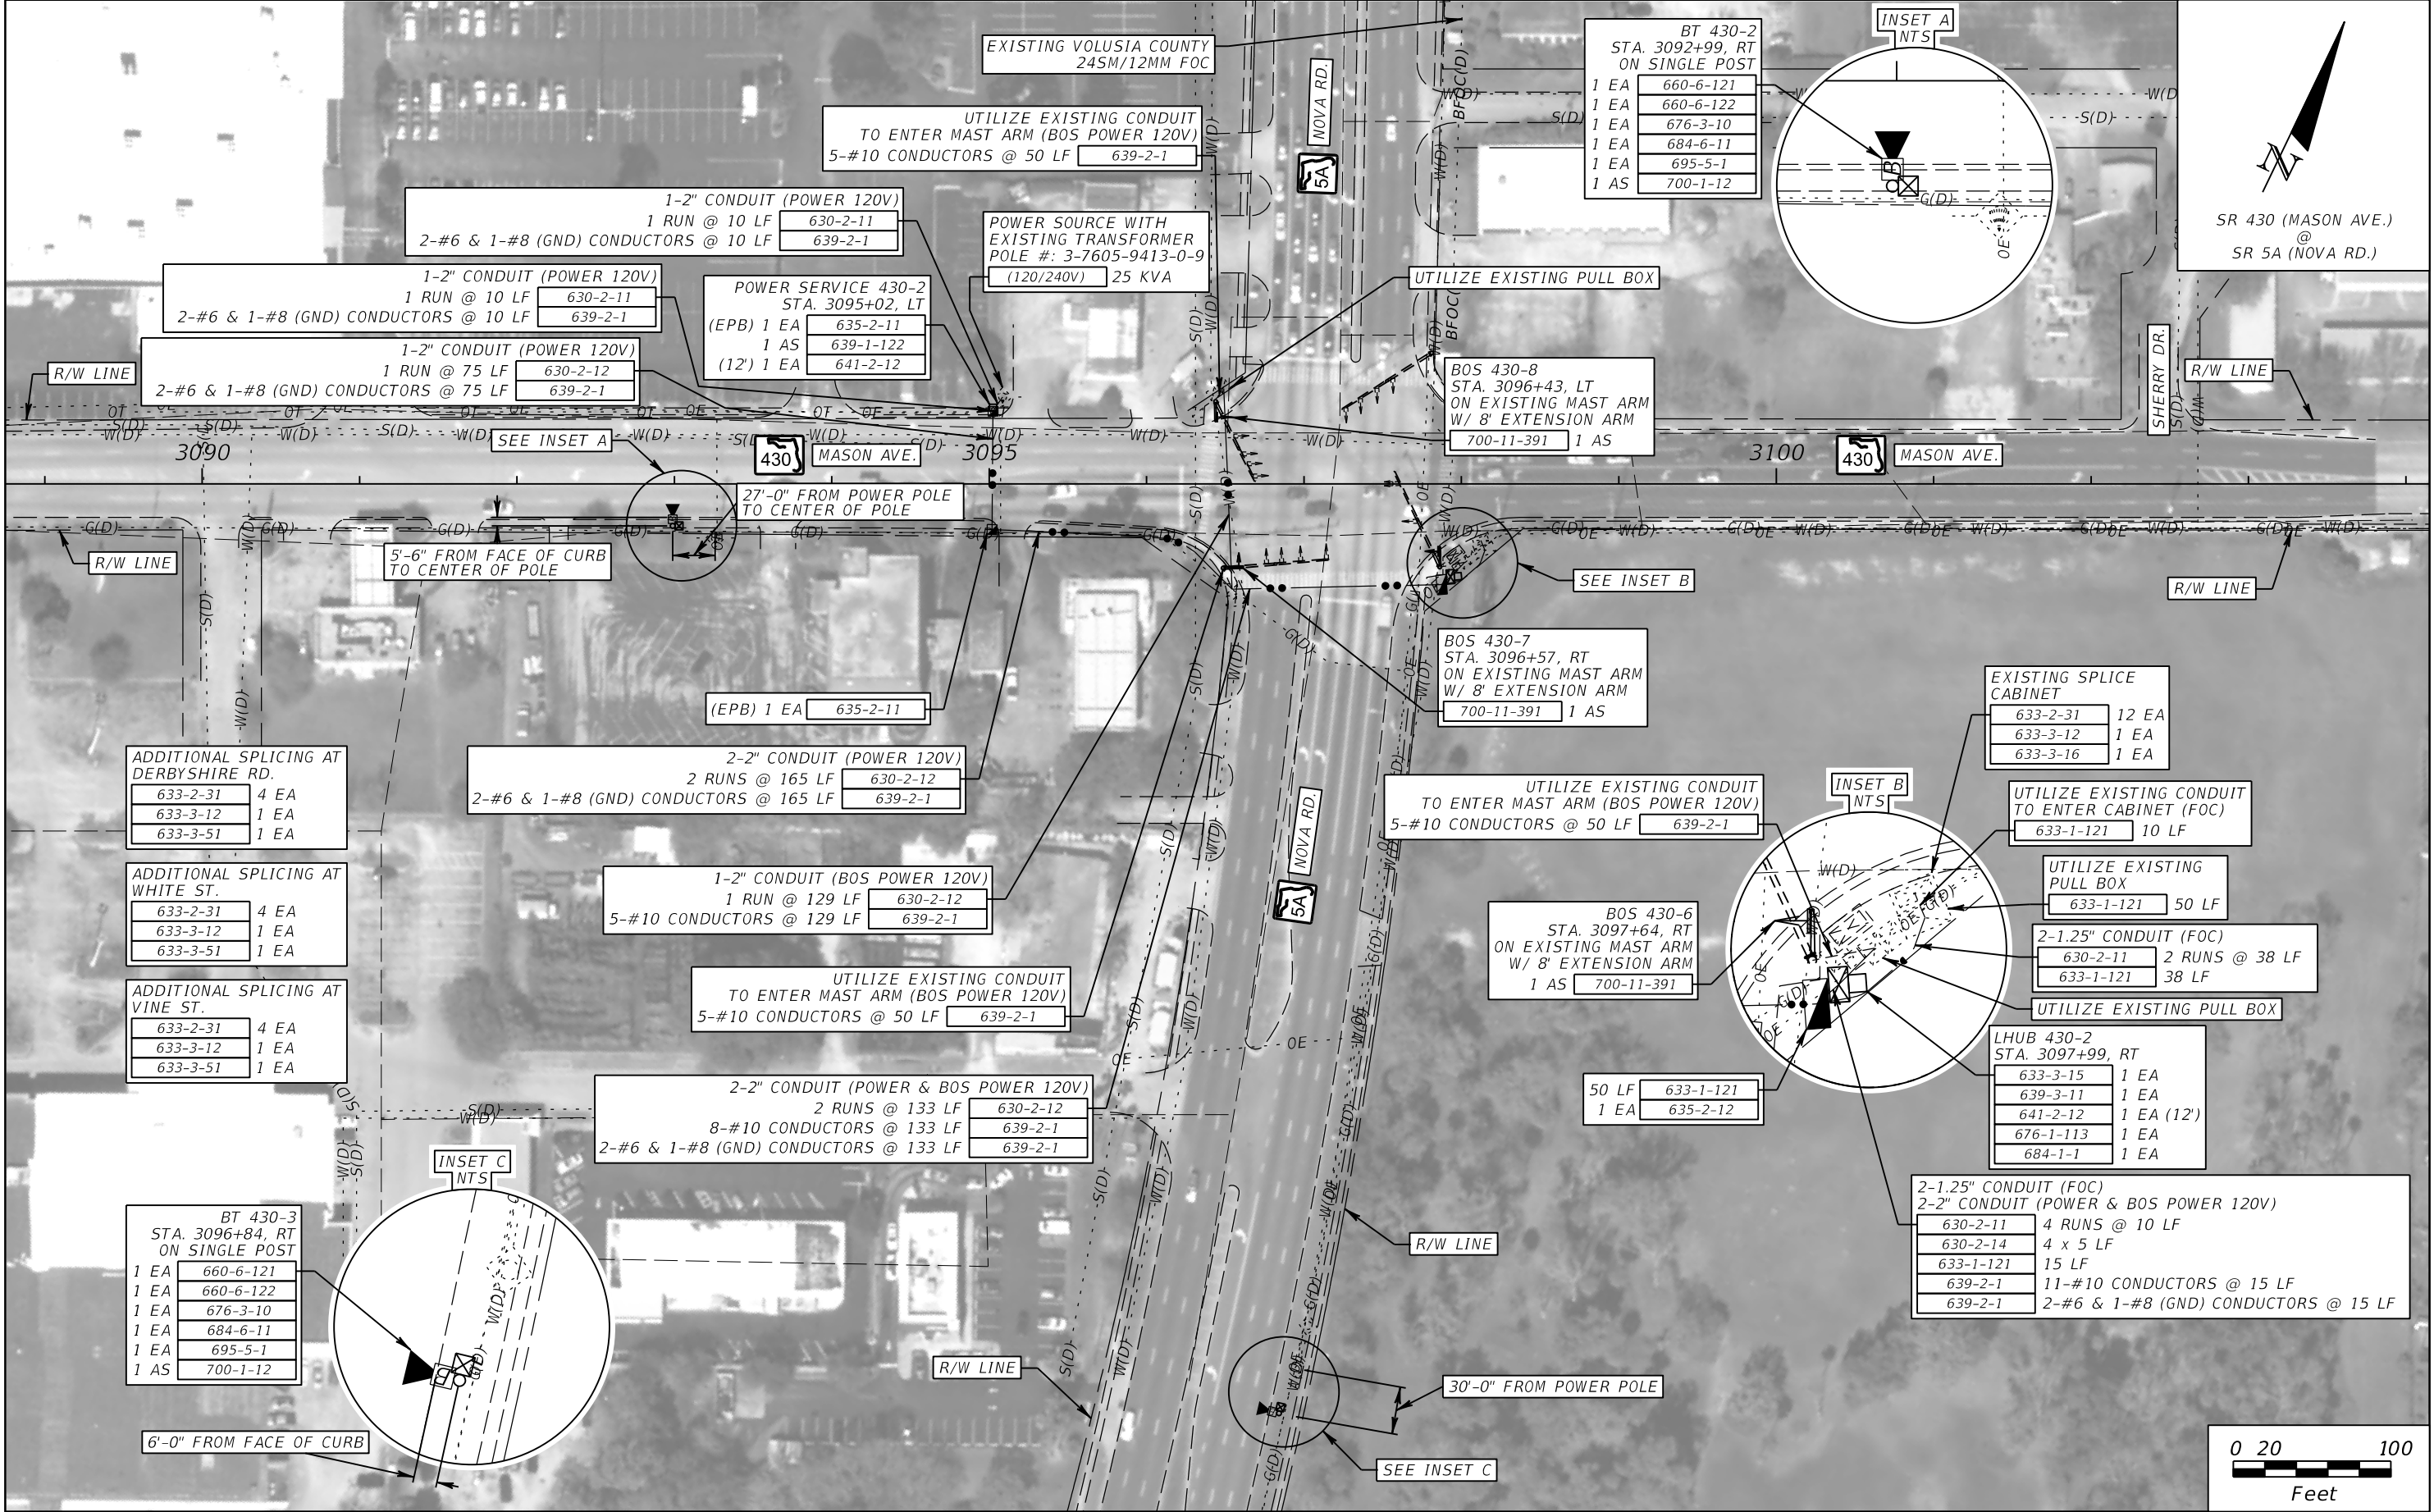 EXISTING VOLUSIA COUNTY
24SM/12MM FOC
NOVA RD.
5A
BFOC(D)
BT 430-2
STA. 3092+99, RT
ON SINGLE POST
1 EA 660-6-121
1 EA 660-6-122
1 EA 676-3-10
1 EA 684-6-11
1 EA 695-5-1
1 AS 700-1-12
INSET A
NTS
B
G(D)
OE
N
SR 430 (MASON AVE.)
@
SR 5A (NOVA RD.)
UTILIZE EXISTING CONDUIT
TO ENTER MAST ARM (BOS POWER 120V)
5-#10 CONDUCTORS @ 50 LF 639-2-1
1-2" CONDUIT (POWER 120V)
1 RUN @ 10 LF 630-2-11
2-#6 & 1-#8 (GND) CONDUCTORS @ 10 LF 639-2-1
POWER SOURCE WITH
EXISTING TRANSFORMER
POLE #: 3-7605-9413-0-9
(120/240V) 25 KVA
1-2" CONDUIT (POWER 120V)
1 RUN @ 10 LF 630-2-11
2-#6 & 1-#8 (GND) CONDUCTORS @ 10 LF 639-2-1
POWER SERVICE 430-2
STA. 3095+02, LT
(EPB) 1 EA 635-2-11
1 AS 639-1-122
(12') 1 EA 641-2-12
UTILIZE EXISTING PULL BOX
1-2" CONDUIT (POWER 120V)
1 RUN @ 75 LF 630-2-12
2-#6 & 1-#8 (GND) CONDUCTORS @ 75 LF 639-2-1
R/W LINE
BOS 430-8
STA. 3096+43, LT
ON EXISTING MAST ARM
W/ 8' EXTENSION ARM
700-11-391 1 AS
SHERRY DR.
R/W LINE
SEE INSET A
3090
430
MASON AVE.
3095
3100
430
MASON AVE.
27'-0" FROM POWER POLE
TO CENTER OF POLE
5'-6" FROM FACE OF CURB
TO CENTER OF POLE
R/W LINE
SEE INSET B
R/W LINE
BOS 430-7
STA. 3096+57, RT
ON EXISTING MAST ARM
W/ 8' EXTENSION ARM
700-11-391 1 AS
(EPB) 1 EA 635-2-11
EXISTING SPLICE
CABINET
633-2-31 12 EA
633-3-12 1 EA
633-3-16 1 EA
ADDITIONAL SPLICING AT
DERBYSHIRE RD.
633-2-31 4 EA
633-3-12 1 EA
633-3-51 1 EA
2-2" CONDUIT (POWER 120V)
2 RUNS @ 165 LF 630-2-12
2-#6 & 1-#8 (GND) CONDUCTORS @ 165 LF 639-2-1
UTILIZE EXISTING CONDUIT
TO ENTER MAST ARM (BOS POWER 120V)
5-#10 CONDUCTORS @ 50 LF 639-2-1
INSET B
NTS
UTILIZE EXISTING CONDUIT
TO ENTER CABINET (FOC)
633-1-121 10 LF
NOVA RD.
5A
ADDITIONAL SPLICING AT
WHITE ST.
633-2-31 4 EA
633-3-12 1 EA
633-3-51 1 EA
1-2" CONDUIT (BOS POWER 120V)
1 RUN @ 129 LF 630-2-12
5-#10 CONDUCTORS @ 129 LF 639-2-1
UTILIZE EXISTING
PULL BOX
633-1-121 50 LF
BOS 430-6
STA. 3097+64, RT
ON EXISTING MAST ARM
W/ 8' EXTENSION ARM
1 AS 700-11-391
2-1.25" CONDUIT (FOC)
630-2-11 2 RUNS @ 38 LF
633-1-121 38 LF
UTILIZE EXISTING PULL BOX
ADDITIONAL SPLICING AT
VINE ST.
633-2-31 4 EA
633-3-12 1 EA
633-3-51 1 EA
UTILIZE EXISTING CONDUIT
TO ENTER MAST ARM (BOS POWER 120V)
5-#10 CONDUCTORS @ 50 LF 639-2-1
LHUB 430-2
STA. 3097+99, RT
633-3-15 1 EA
639-3-11 1 EA
641-2-12 1 EA (12')
676-1-113 1 EA
684-1-1 1 EA
50 LF 633-1-121
1 EA 635-2-12
2-2" CONDUIT (POWER & BOS POWER 120V)
2 RUNS @ 133 LF 630-2-12
8-#10 CONDUCTORS @ 133 LF 639-2-1
2-#6 & 1-#8 (GND) CONDUCTORS @ 133 LF 639-2-1
2-1.25" CONDUIT (FOC)
2-2" CONDUIT (POWER & BOS POWER 120V)
630-2-11 4 RUNS @ 10 LF
630-2-14 4 x 5 LF
633-1-121 15 LF
639-2-1 11-#10 CONDUCTORS @ 15 LF
639-2-1 2-#6 & 1-#8 (GND) CONDUCTORS @ 15 LF
INSET C
NTS
BT 430-3
STA. 3096+84, RT
ON SINGLE POST
1 EA 660-6-121
1 EA 660-6-122
1 EA 676-3-10
1 EA 684-6-11
1 EA 695-5-1
1 AS 700-1-12
W(D)
B
G(D)
6'-0" FROM FACE OF CURB
R/W LINE
R/W LINE
30'-0" FROM POWER POLE
SEE INSET C
0 20 100
Feet